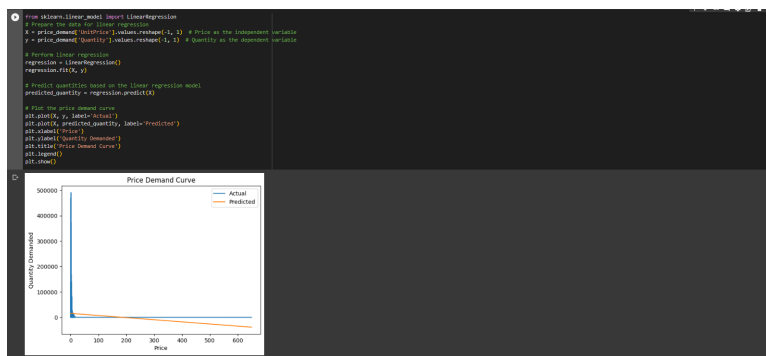 from sklearn.linear_model import LinearRegression
# Prepare the data for linear regression
X = price_demand['UnitPrice'].values.reshape(-1, 1)  # Price as the independent variable
y = price_demand['Quantity'].values.reshape(-1, 1)  # Quantity as the dependent variable
# Perform linear regression
regression = LinearRegression()
regression.fit(X, y)
# Predict quantities based on the linear regression model
predicted_quantity = regression.predict(X)
# Plot the price demand curve
plt.plot(X, y, label='Actual')
plt.plot(X, predicted_quantity, label='Predicted')
plt.xlabel('Price')
plt.ylabel('Quantity Demanded')
plt.title('Price Demand Curve')
plt.legend()
plt.show()
Price Demand Curve
Actual
Predicted
500000
400000
300000
200000
100000
0
Quantity Demanded
0 100 200 300 400 500 600
Price